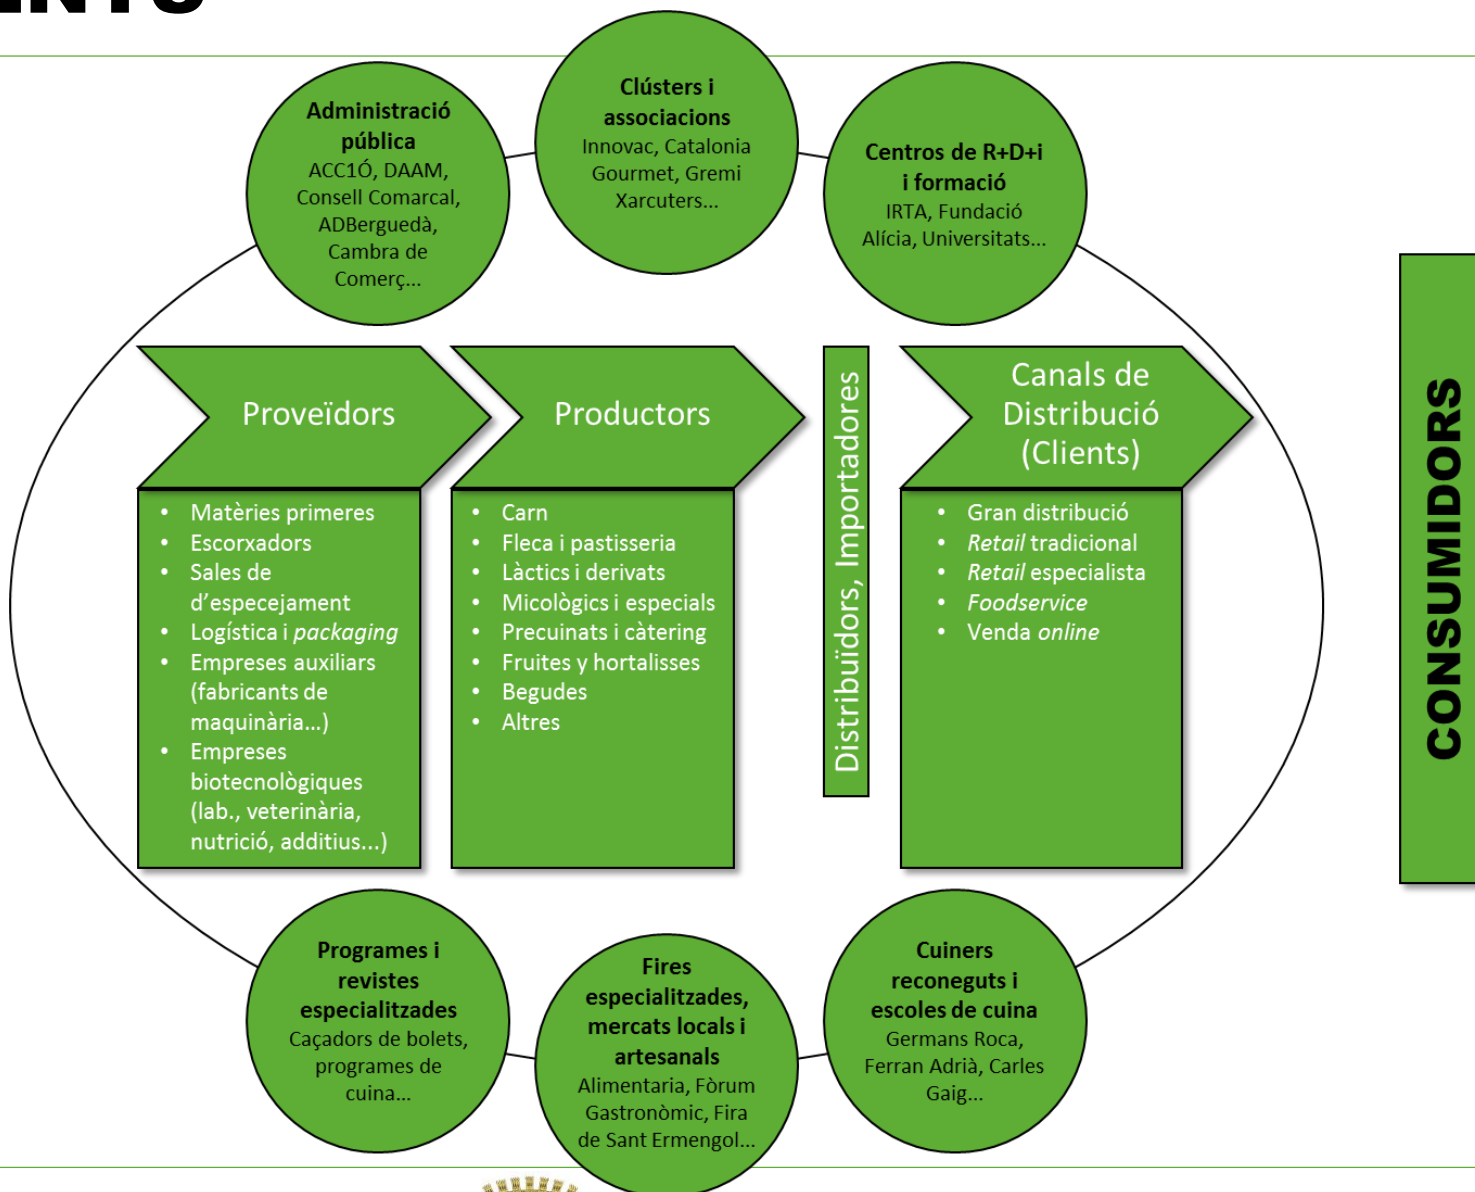 Clústers i
associacions
Innovac, Catalonia
Gourmet, Gremi
Xarcuters...
Administració
pública
ACC1Ó, DAAM,
Consell Comarcal,
ADBerguedà,
Cambra de
Comerç...
Centros de R+D+i
i formació
IRTA, Fundació
Alícia, Universitats...
Proveïdors
Matèries primeres
Escorxadors
Sales de
d’especejament
Logística i packaging
Empreses auxiliars
(fabricants de
maquinària...)
Empreses
biotecnològiques
(lab., veterinària,
nutrició, additius...)
Productors
Carn
Fleca i pastisseria
Làctics i derivats
Micològics i especials
Precuinats i càtering
Fruites y hortalisses
Begudes
Altres
Distribuïdors, Importadores
Canals de
Distribució
(Clients)
Gran distribució
Retail tradicional
Retail especialista
Foodservice
Venda online
CONSUMIDORS
Programes i
revistes
especialitzades
Caçadors de bolets,
programes de
cuina...
Fires
especialitzades,
mercats locals i
artesanals
Alimentaria, Fòrum
Gastronòmic, Fira
de Sant Ermengol...
Cuiners
reconeguts i
escoles de cuina
Germans Roca,
Ferran Adrià, Carles
Gaig...